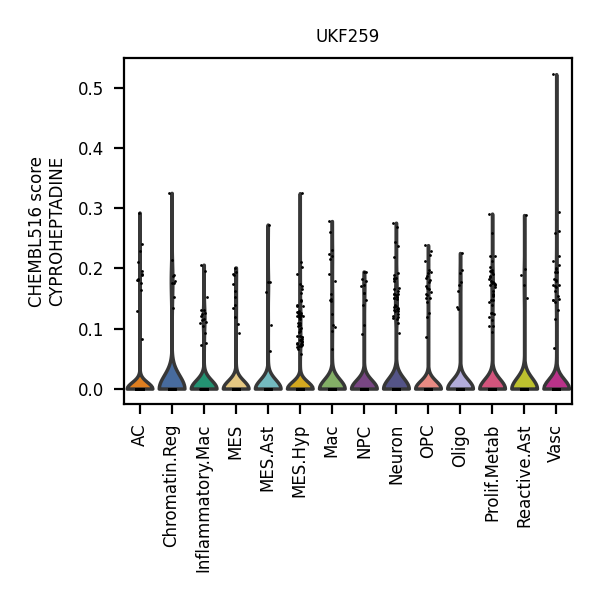 UKF259
CHEMBL516 score
CYPROHEPTADINE
0.5
0.4
0.3
0.2
0.1
0.0
AC
Chromatin.Reg
Inflammatory.Mac
MES
MES.Ast
MES.Hyp
Mac
NPC
Neuron
OPC
Oligo
Prolif.Metab
Reactive.Ast
Vasc